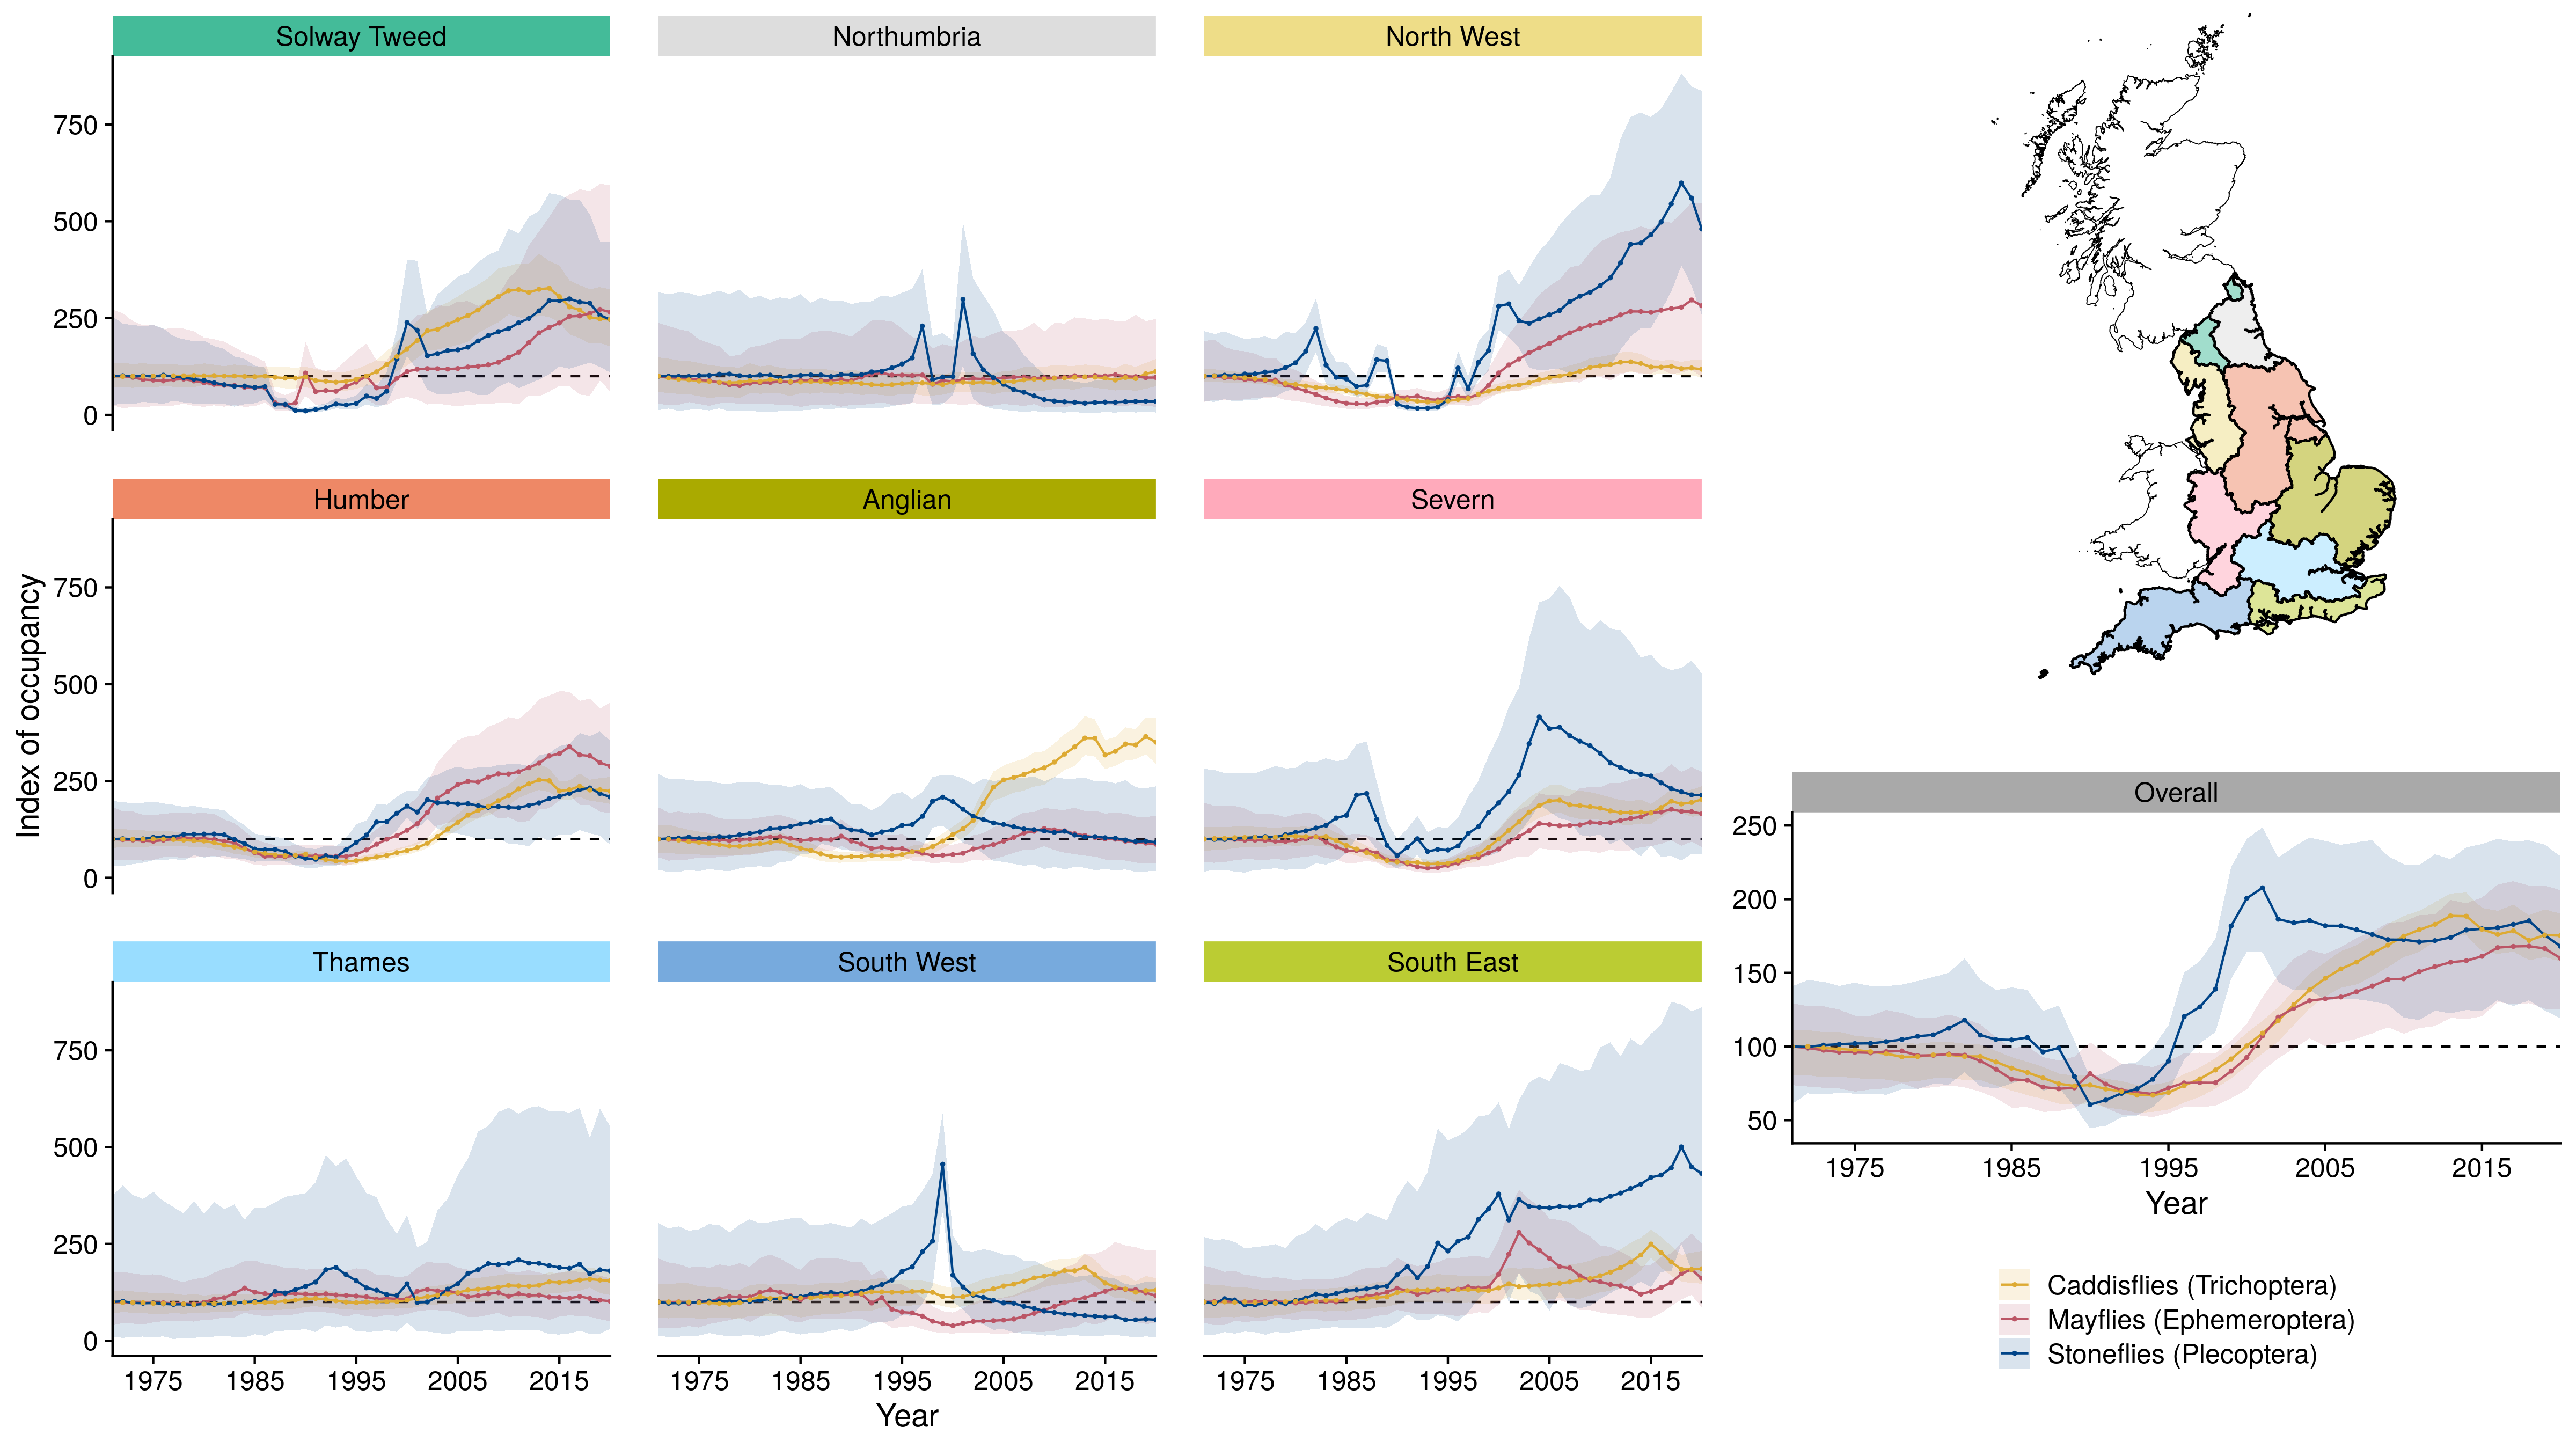 Solway Tweed
Northumbria
North West
750
500
250
0
Humber
Anglian
Severn
Index of occupancy
750
500
250
0
Thames
South West
South East
750
500
250
0
1975 1985 1995 2005 2015
1975 1985 1995 2005 2015
1975 1985 1995 2005 2015
Year
Overall
250
200
150
100
50
1975 1985 1995 2005 2015
Year
Caddisflies (Trichoptera)
Mayflies (Ephemeroptera)
Stoneflies (Plecoptera)